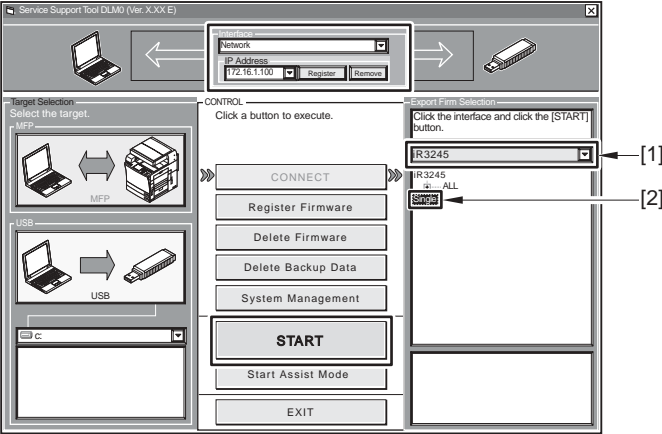 Service Support Tool DLM0 (Ver. X.XX E)
Interface
Network
IP Address
172.16.1.100
Register
Remove
Target Selection
Select the target.
MFP
MFP
USB
USB
C:
CONTROL
Click a button to execute.
CONNECT
Register Firmware
Delete Firmware
Delete Backup Data
System Management
START
Start Assist Mode
EXIT
Export Firm Selection
Click the interface and click the [START]
button.
iR3245
iR3245
ALL
Single
[1]
[2]